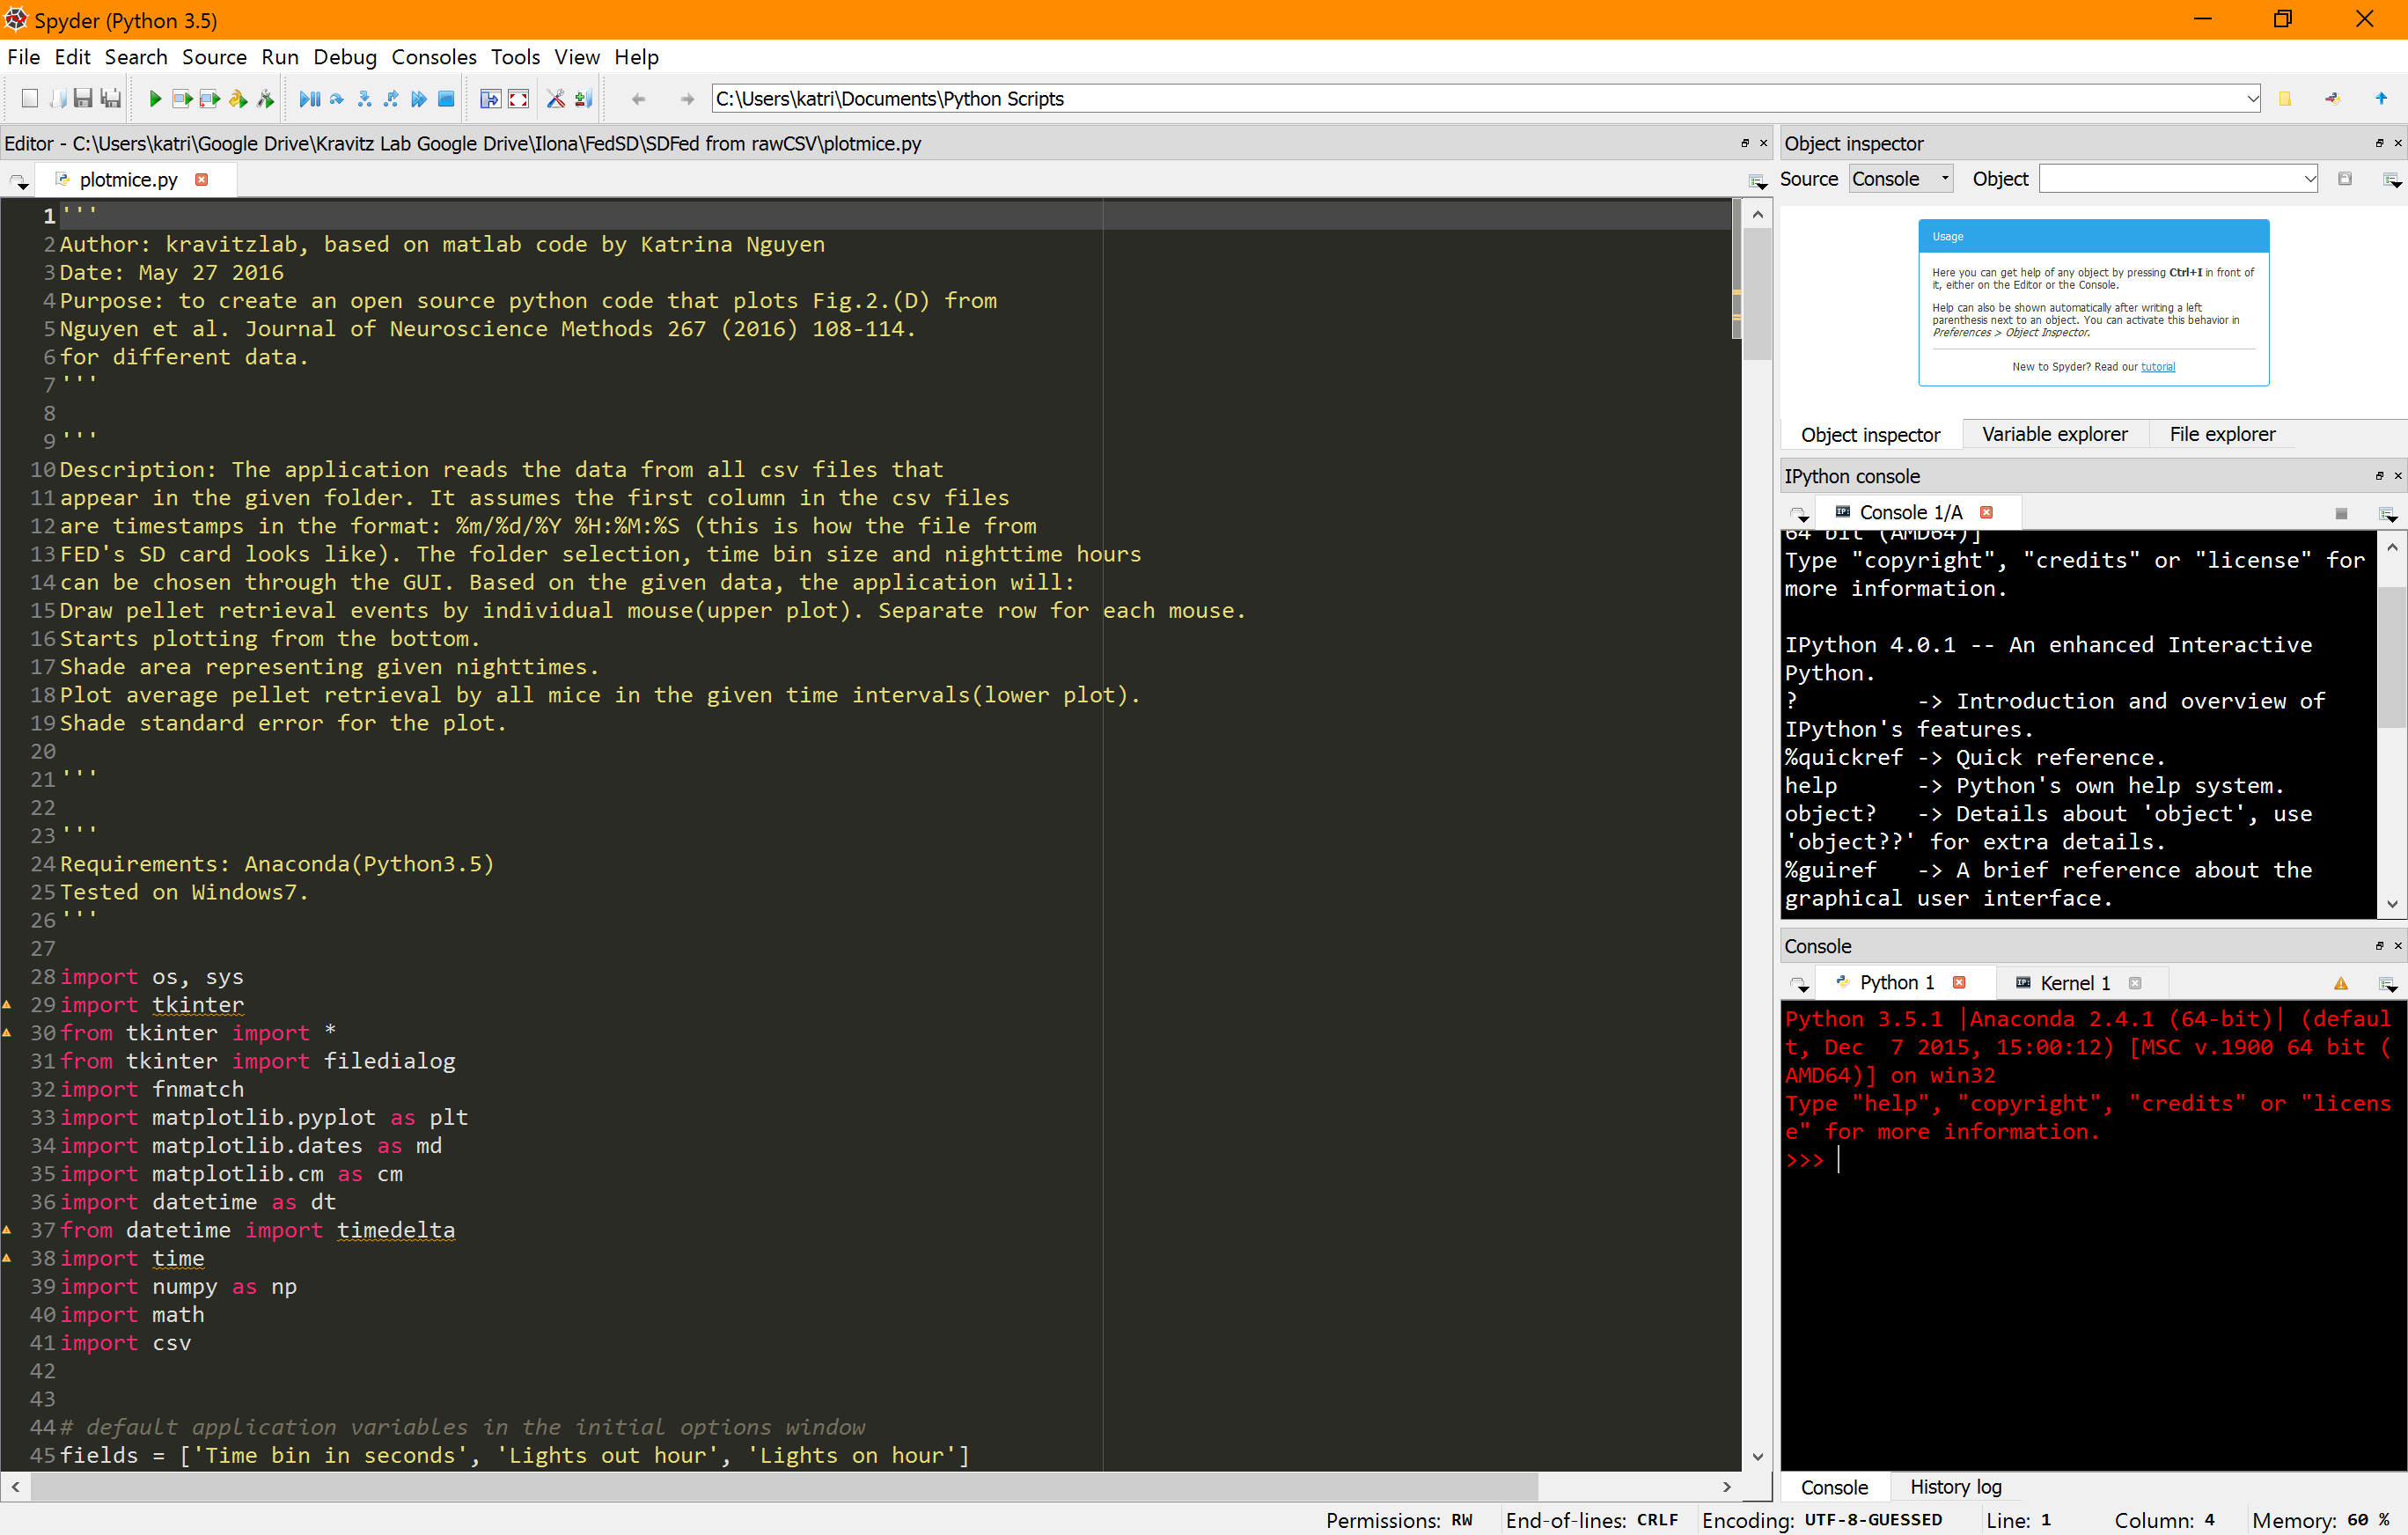 Spyder (Python 3.5)
File Edit Search Source Run Debug Consoles Tools View Help
C:\Users\katri\Documents\Python Scripts
Editor - C:\Users\katri\Google Drive\Kravitz Lab Google Drive\Ilona\FedSD\SDFed from rawCSV\plotmice.py
plotmice.py
1 '''
2 Author: kravitzlab, based on matlab code by Katrina Nguyen
3 Date: May 27 2016
4 Purpose: to create an open source python code that plots Fig.2.(D) from
5 Nguyen et al. Journal of Neuroscience Methods 267 (2016) 108-114.
6 for different data.
7 '''
8
9 '''
10 Description: The application reads the data from all csv files that
11 appear in the given folder. It assumes the first column in the csv files
12 are timestamps in the format: %m/%d/%Y %H:%M:%S (this is how the file from
13 FED's SD card looks like). The folder selection, time bin size and nighttime hours
14 can be chosen through the GUI. Based on the given data, the application will:
15 Draw pellet retrieval events by individual mouse(upper plot). Separate row for each mouse.
16 Starts plotting from the bottom.
17 Shade area representing given nighttimes.
18 Plot average pellet retrieval by all mice in the given time intervals(lower plot).
19 Shade standard error for the plot.
20
21 '''
22
23 '''
24 Requirements: Anaconda(Python3.5)
25 Tested on Windows7.
26 '''
27
28 import os, sys
29 import tkinter
30 from tkinter import *
31 from tkinter import filedialog
32 import fnmatch
33 import matplotlib.pyplot as plt
34 import matplotlib.dates as md
35 import matplotlib.cm as cm
36 import datetime as dt
37 from datetime import timedelta
38 import time
39 import numpy as np
40 import math
41 import csv
42
43
44 # default application variables in the initial options window
45 fields = ['Time bin in seconds', 'Lights out hour', 'Lights on hour']
Object inspector
Source Console Object
Usage
Here you can get help of any object by pressing Ctrl+I in front of
it, either on the Editor or the Console.
Help can also be shown automatically after writing a left
parenthesis next to an object. You can activate this behavior in
Preferences > Object Inspector.
New to Spyder? Read our tutorial
Object inspector Variable explorer File explorer
IPython console
Console 1/A
64 bit (AMD64)]
Type "copyright", "credits" or "license" for
more information.
IPython 4.0.1 -- An enhanced Interactive
Python.
? -> Introduction and overview of
IPython's features.
%quickref -> Quick reference.
help -> Python's own help system.
object? -> Details about 'object', use
'object??' for extra details.
%guiref -> A brief reference about the
graphical user interface.
Console
Python 1 Kernel 1
Python 3.5.1 |Anaconda 2.4.1 (64-bit)| (defaul
t, Dec  7 2015, 15:00:12) [MSC v.1900 64 bit (
AMD64)] on win32
Type "help", "copyright", "credits" or "licens
e" for more information.
>>>
Console History log
Permissions: RW End-of-lines: CRLF Encoding: UTF-8-GUESSED Line: 1 Column: 4 Memory: 60 %